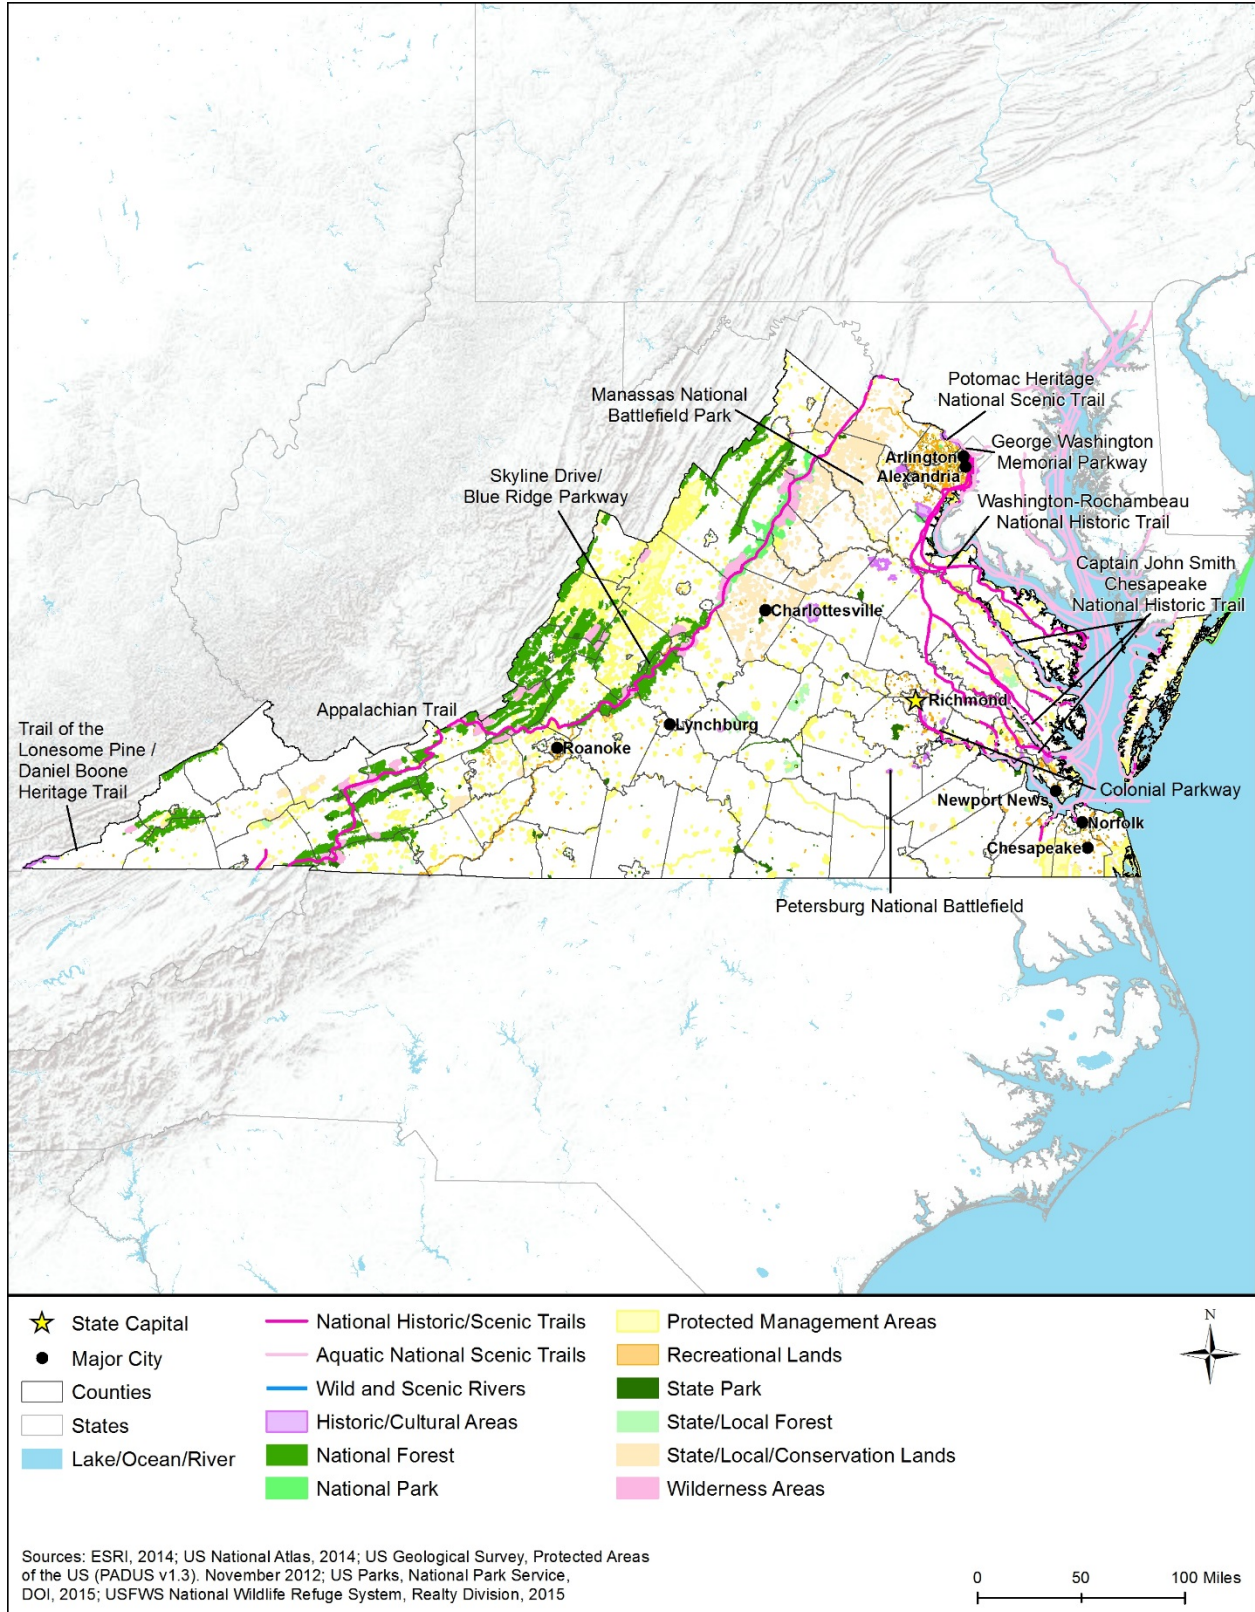 Potomac Heritage
National Scenic Trail
Manassas National
Battlefield Park
George Washington
Memorial Parkway
Arlington
Alexandria
Skyline Drive/
Blue Ridge Parkway
Washington-Rochambeau
National Historic Trail
Captain John Smith
Chesapeake
National Historic Trail
Charlottesville
Richmond
Appalachian Trail
Lynchburg
Trail of the
Lonesome Pine /
Daniel Boone
Heritage Trail
Roanoke
Colonial Parkway
Newport News
Norfolk
Chesapeake
Petersburg National Battlefield
State Capital
Major City
Counties
States
Lake/Ocean/River
National Historic/Scenic Trails
Aquatic National Scenic Trails
Wild and Scenic Rivers
Historic/Cultural Areas
National Forest
National Park
Protected Management Areas
Recreational Lands
State Park
State/Local Forest
State/Local/Conservation Lands
Wilderness Areas
N
Sources: ESRI, 2014; US National Atlas, 2014; US Geological Survey, Protected Areas
of the US (PADUS v1.3). November 2012; US Parks, National Park Service,
DOI, 2015; USFWS National Wildlife Refuge System, Realty Division, 2015
0 50 100 Miles